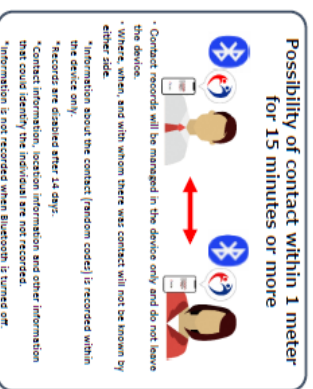 Possibility of contact within 1 meter
for 15 minutes or more
* Contact records will be managed in the device only and do not leave
the device.
* Where, when, and with whom there was contact will not be known by
either side.
*Information about the contact (random codes) is recorded within
the device only.
*Records are disabled after 14 days.
*Contact information, location information and other information
that could identify the individual are not recorded.
*Information is not recorded when Bluetooth is turned off.